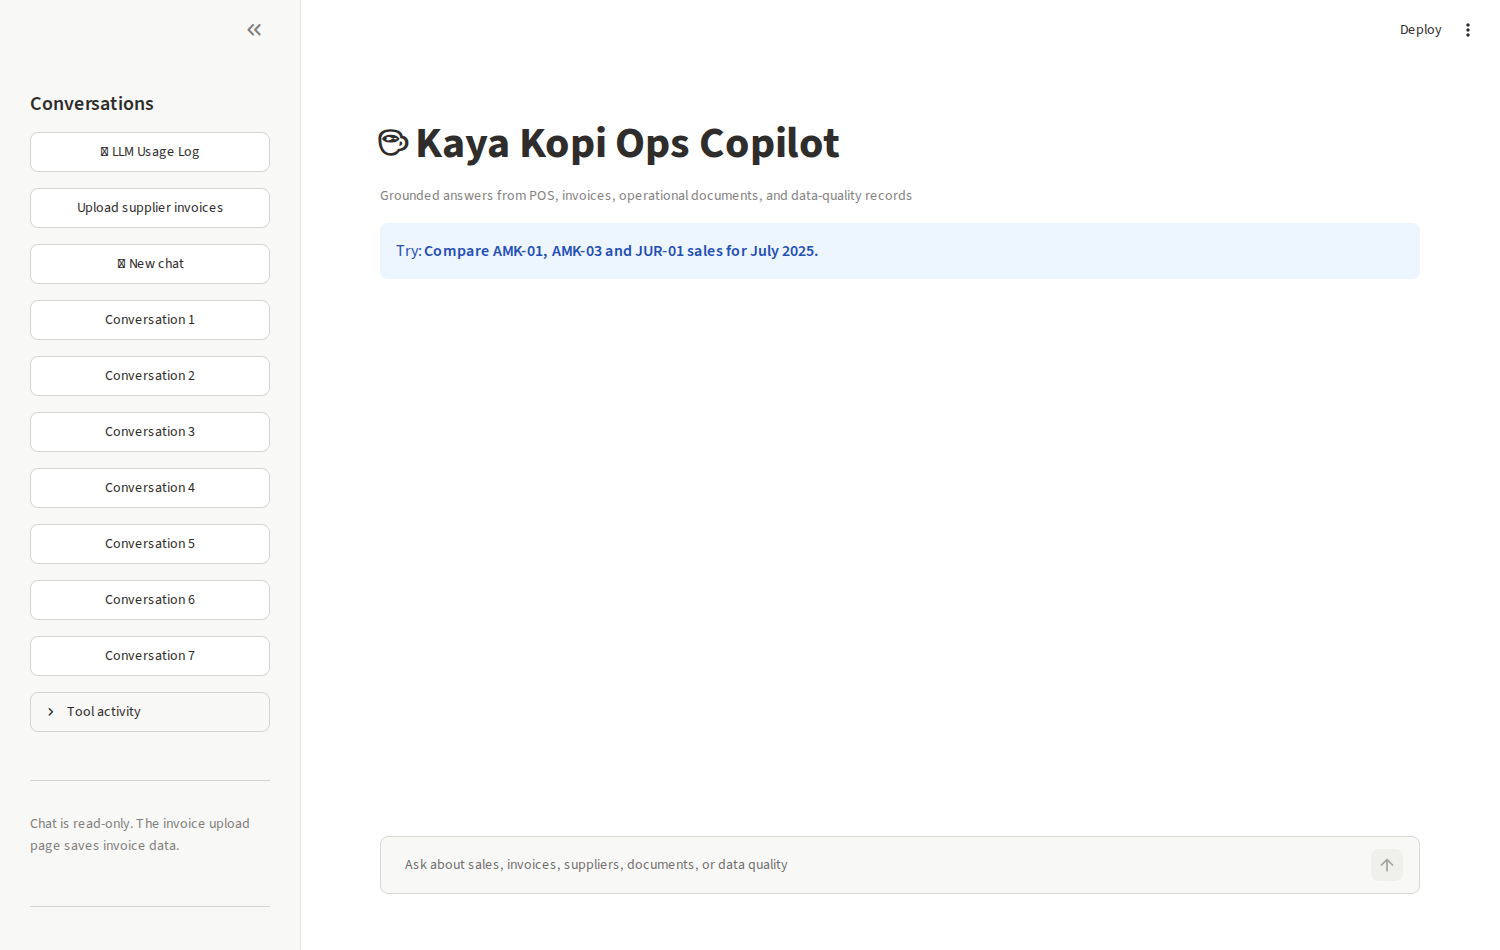 Deploy
Conversations
LLM Usage Log
Upload supplier invoices
New chat
Conversation 1
Conversation 2
Conversation 3
Conversation 4
Conversation 5
Conversation 6
Conversation 7
Tool activity
Chat is read-only. The invoice upload
page saves invoice data.
Kaya Kopi Ops Copilot
Grounded answers from POS, invoices, operational documents, and data-quality records
Try: Compare AMK-01, AMK-03 and JUR-01 sales for July 2025.
Ask about sales, invoices, suppliers, documents, or data quality